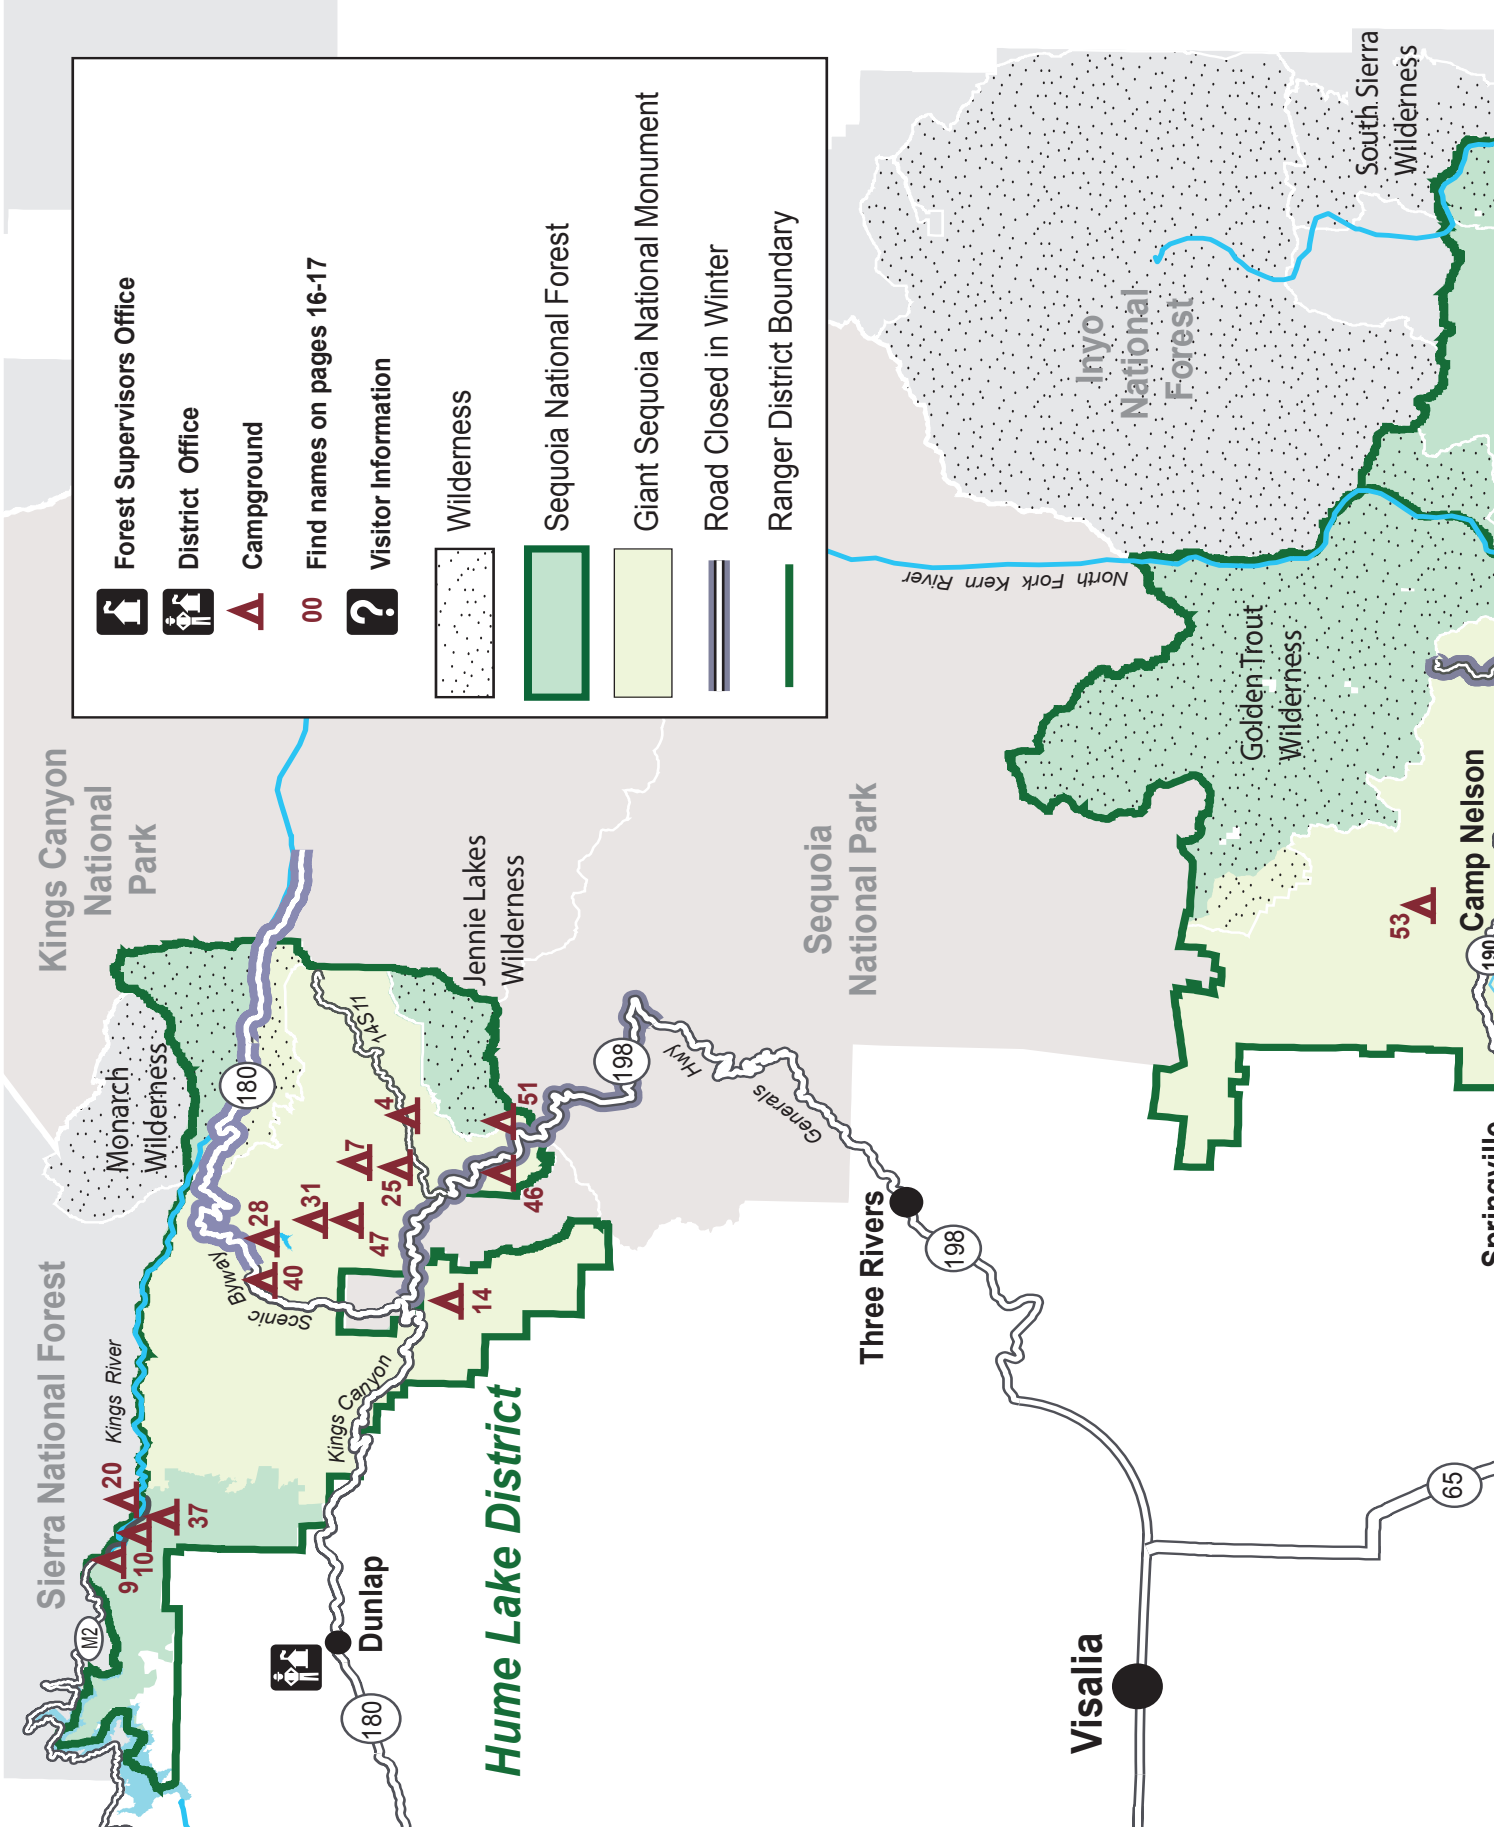 Forest Supervisors Office
District Office
Campground
00 Find names on pages 16-17
Visitor Information
Wilderness
Sequoia National Forest
Giant Sequoia National Monument
Road Closed in Winter
Ranger District Boundary
Kings Canyon
National
Park
Sierra National Forest
Monarch
Wilderness
Jennie Lakes
Wilderness
Sequoia
National Park
Inyo
National
Forest
South Sierra
Wilderness
Golden Trout
Wilderness
North Fork Kern River
Kings River
Kings Canyon
Scenic
Byway
Generals
Hwy
14S11
Hume Lake District
Dunlap
Three Rivers
Visalia
Camp Nelson
Springville
M2
180
180
198
198
65
190
9
10
20
37
40
28
31
47
7
25
4
14
46
51
53